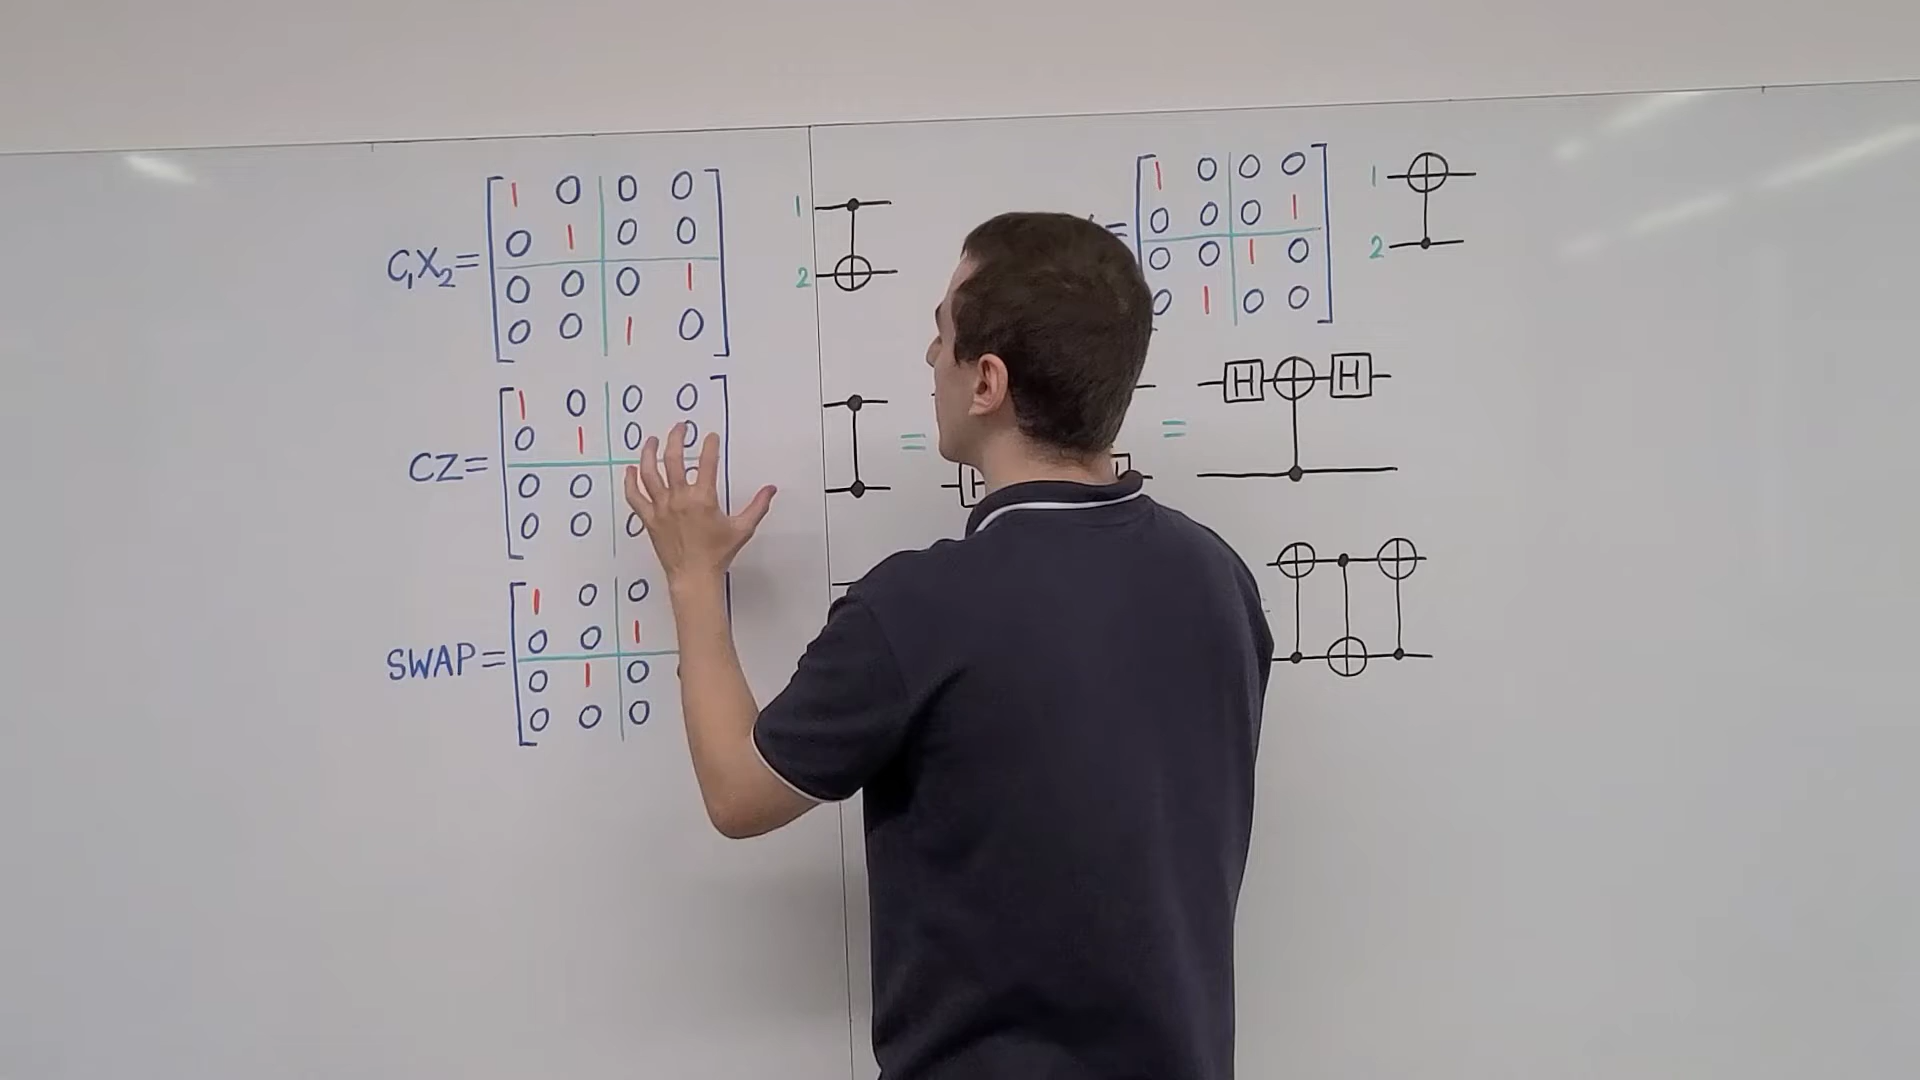 C₁X₂= 1 0 0 0
0 1 0 0
0 0 0 1
0 0 1 0
1
2
= 1 0 0 0
0 0 0 1
0 0 1 0
0 1 0 0
1
2
CZ= 1 0 0 0
0 1 0 0
0 0
0 0 0
=
=
H H
SWAP= 1 0 0
0 0 1
0 1 0
0 0 0